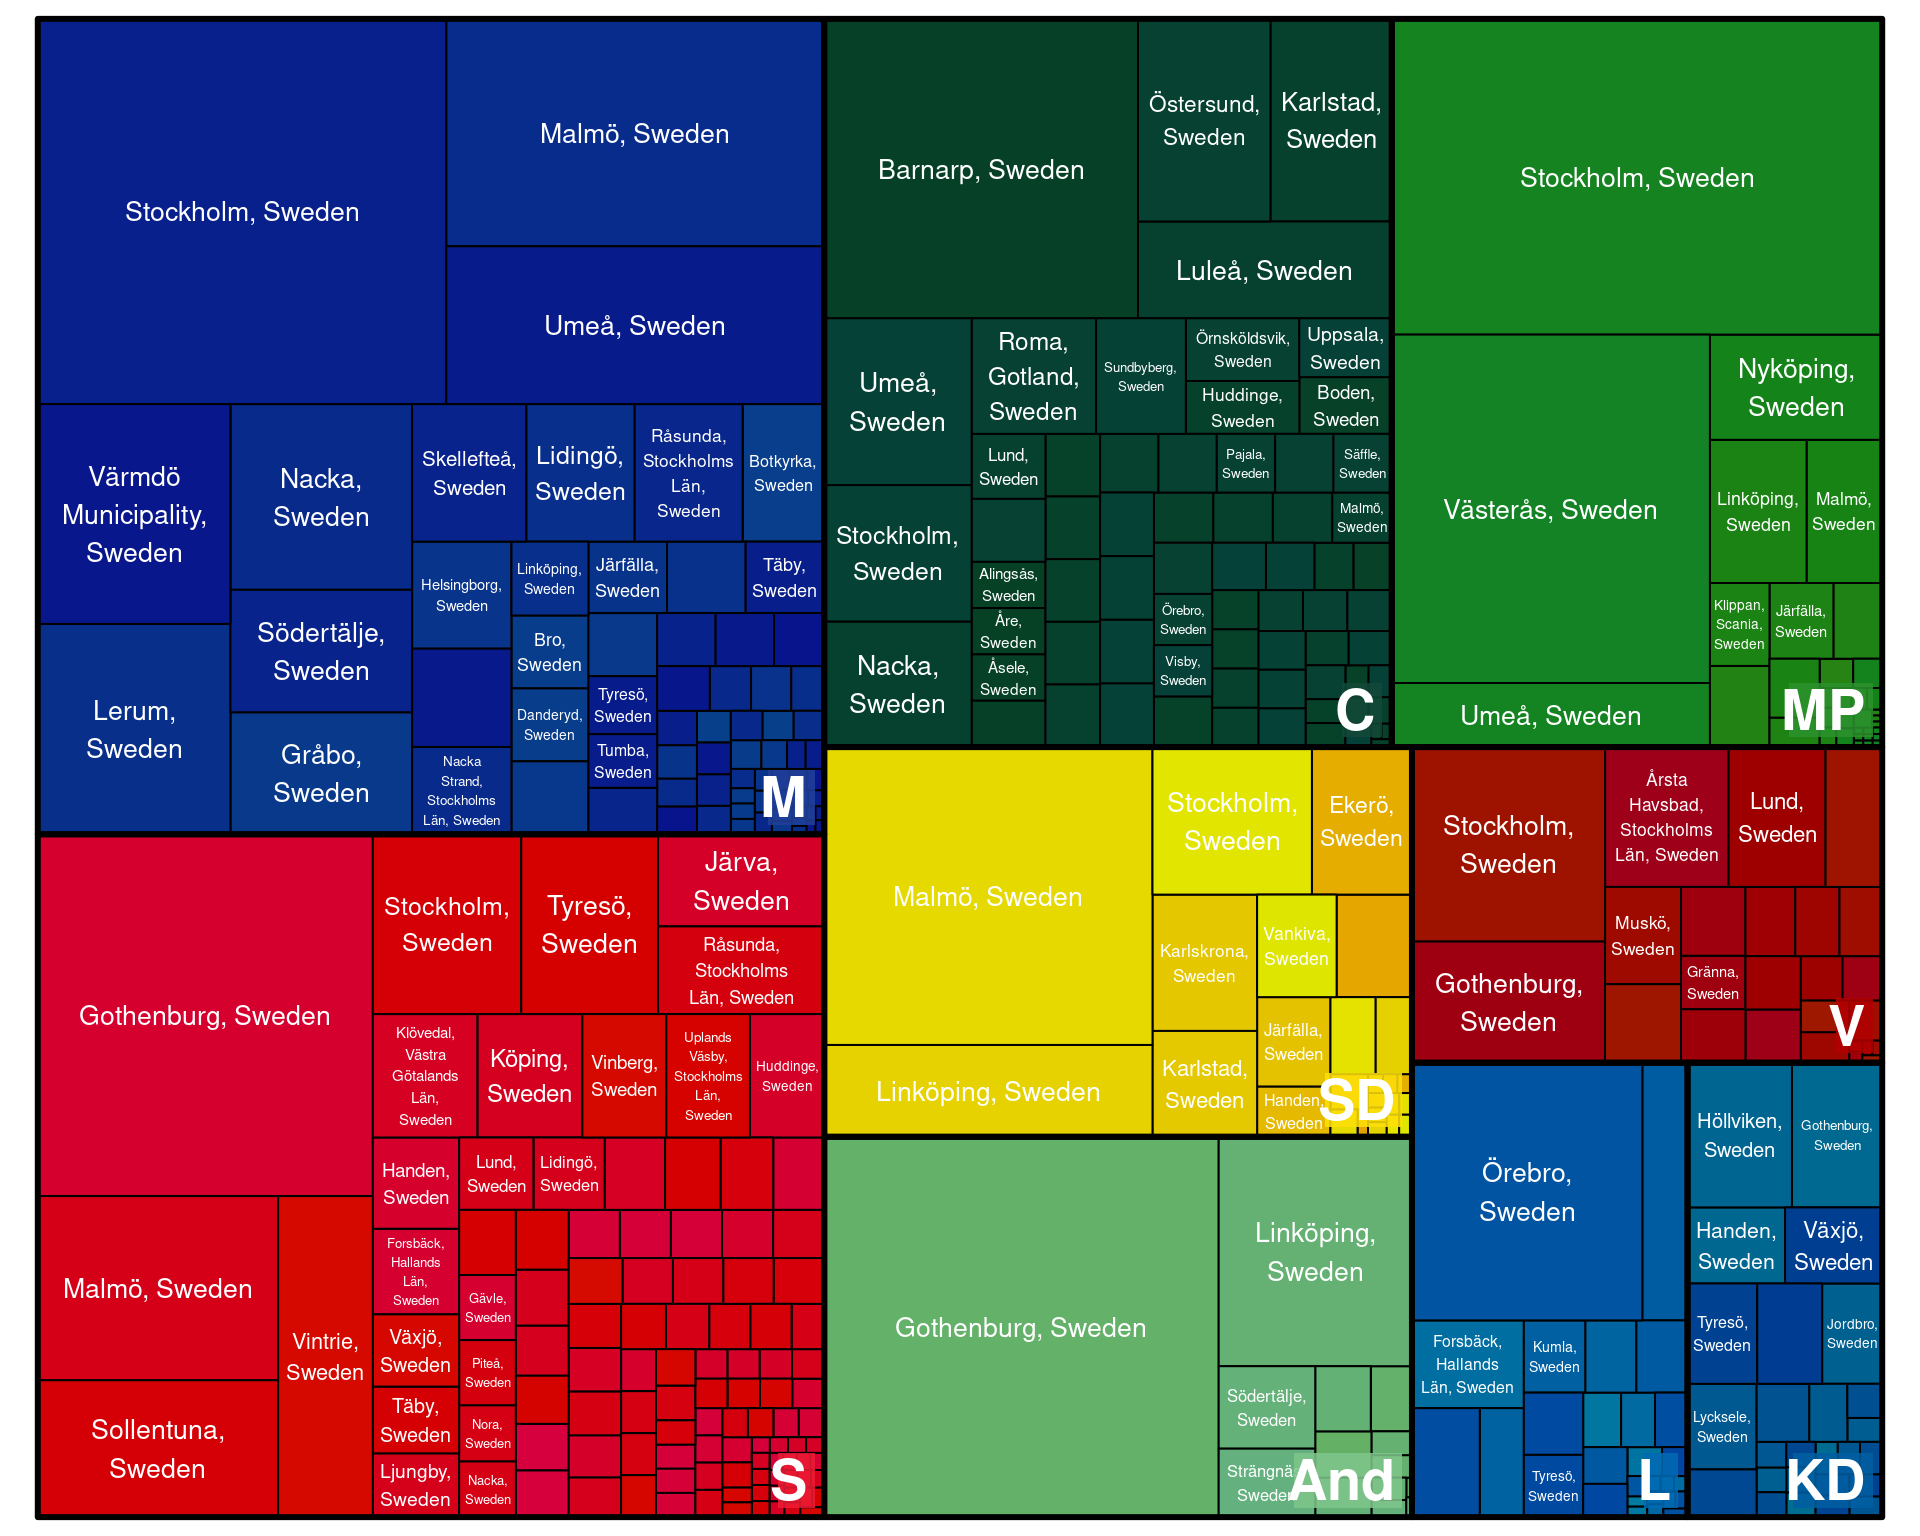 Stockholm, Sweden
Malmö, Sweden
Umeå, Sweden
Värmdö
Municipality,
Sweden
Nacka,
Sweden
Skellefteå,
Sweden
Lidingö,
Sweden
Råsunda,
Stockholms
Län,
Sweden
Botkyrka,
Sweden
Lerum,
Sweden
Södertälje,
Sweden
Gråbo,
Sweden
Helsingborg,
Sweden
Linköping,
Sweden
Järfälla,
Sweden
Täby,
Sweden
Bro,
Sweden
Danderyd,
Sweden
Tyresö,
Sweden
Tumba,
Sweden
Nacka
Strand,
Stockholms
Län, Sweden
M
Barnarp, Sweden
Östersund,
Sweden
Karlstad,
Sweden
Luleå, Sweden
Umeå,
Sweden
Roma,
Gotland,
Sweden
Sundbyberg,
Sweden
Örnsköldsvik,
Sweden
Uppsala,
Sweden
Huddinge,
Sweden
Boden,
Sweden
Stockholm,
Sweden
Nacka,
Sweden
Lund,
Sweden
Pajala,
Sweden
Säffle,
Sweden
Malmö,
Sweden
Alingsås,
Sweden
Åre,
Sweden
Åsele,
Sweden
Örebro,
Sweden
Visby,
Sweden
C
Stockholm, Sweden
Västerås, Sweden
Umeå, Sweden
Nyköping,
Sweden
Linköping,
Sweden
Malmö,
Sweden
Klippan,
Scania,
Sweden
Järfälla,
Sweden
MP
Gothenburg, Sweden
Malmö, Sweden
Sollentuna,
Sweden
Vintrie,
Sweden
Stockholm,
Sweden
Tyresö,
Sweden
Järva,
Sweden
Råsunda,
Stockholms
Län, Sweden
Klövedal,
Västra
Götalands
Län,
Sweden
Köping,
Sweden
Vinberg,
Sweden
Uplands
Väsby,
Stockholms
Län,
Sweden
Huddinge,
Sweden
Handen,
Sweden
Lund,
Sweden
Lidingö,
Sweden
Forsbäck,
Hallands
Län,
Sweden
Växjö,
Sweden
Täby,
Sweden
Ljungby,
Sweden
Gävle,
Sweden
Piteå,
Sweden
Nora,
Sweden
Nacka,
Sweden
S
Malmö, Sweden
Linköping, Sweden
Stockholm,
Sweden
Ekerö,
Sweden
Karlskrona,
Sweden
Vankiva,
Sweden
Karlstad,
Sweden
Järfälla,
Sweden
Handen,
Sweden
SD
Gothenburg, Sweden
Linköping,
Sweden
Södertälje,
Sweden
Strängnä
Sweden
And
Stockholm,
Sweden
Gothenburg,
Sweden
Årsta
Havsbad,
Stockholms
Län, Sweden
Lund,
Sweden
Muskö,
Sweden
Gränna,
Sweden
V
Örebro,
Sweden
Forsbäck,
Hallands
Län, Sweden
Kumla,
Sweden
Tyresö,
Sweden
L
Höllviken,
Sweden
Gothenburg,
Sweden
Handen,
Sweden
Växjö,
Sweden
Tyresö,
Sweden
Jordbro,
Sweden
Lycksele,
Sweden
KD